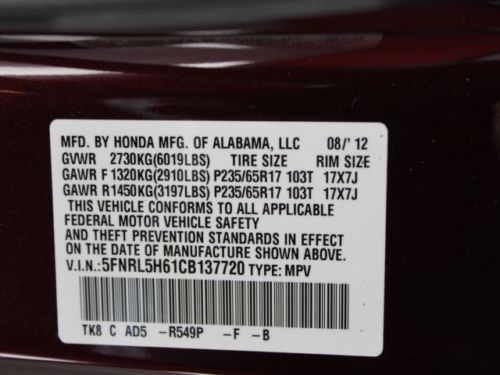 MFD. BY HONDA MFG. OF ALABAMA, LLC 08/'12
GVWR 2730KG(6019LBS) TIRE SIZE RIM SIZE
GAWR F 1320KG(2910LBS) P235/65R17 103T 17X7J
GAWR R1450KG(3197LBS) P235/65R17 103T 17X7J
THIS VEHICLE CONFORMS TO ALL APPLICABLE
FEDERAL MOTOR VEHICLE SAFETY
AND THEFT PREVENTION STANDARDS IN EFFECT
ON THE DATE OF MANUFACTURE SHOWN ABOVE.
V.I.N.:5FNRL5H61CB137720 TYPE: MPV
TK8 C AD5 -R549P -F -B